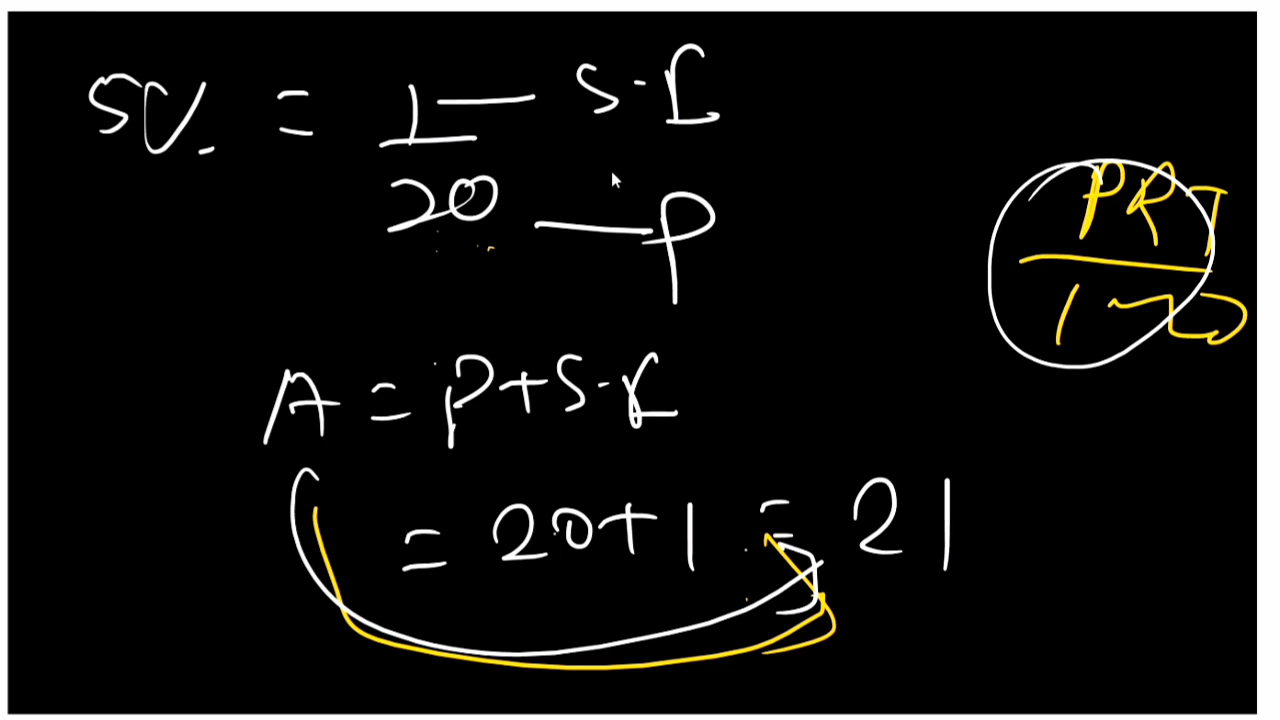 5%. = 1 — S.I
20 — P
PRT
100
A = P+S.I
= 20+1 = 21